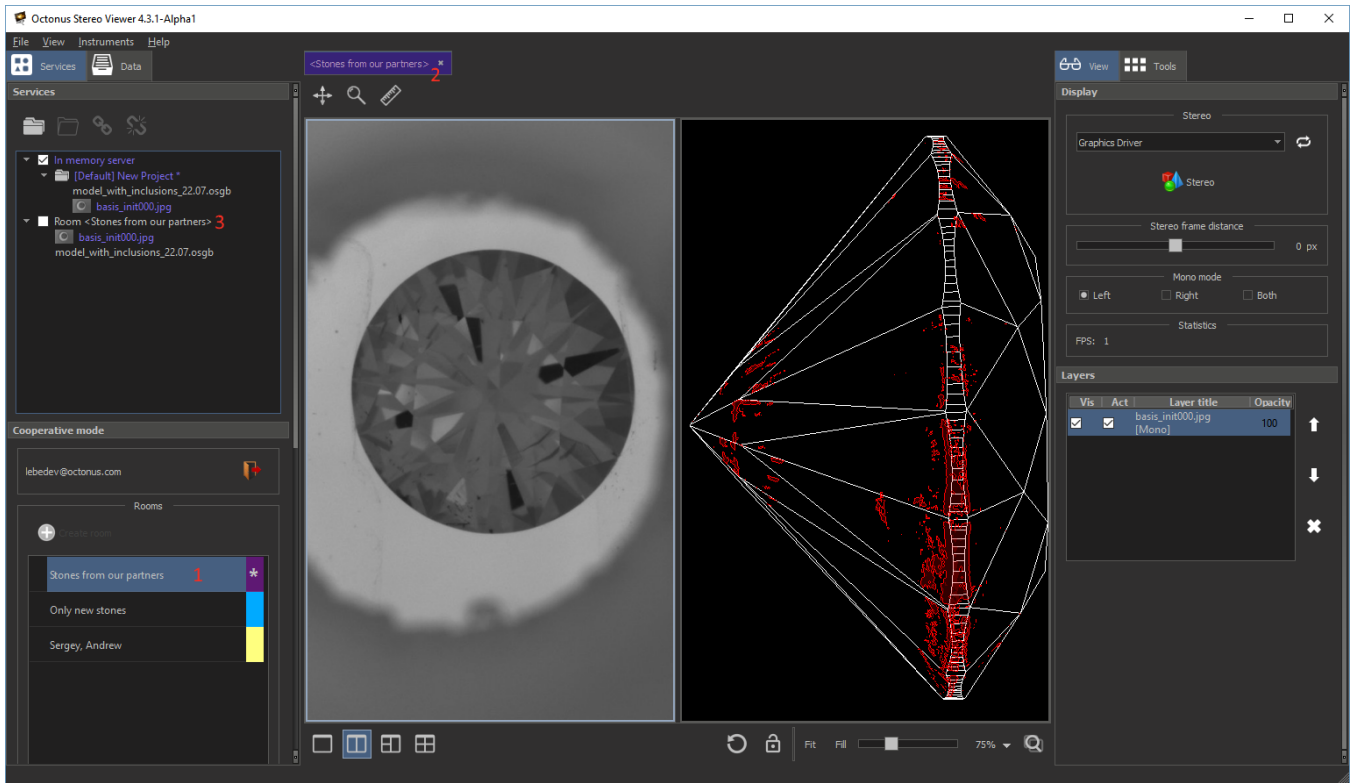 Octonus Stereo Viewer 4.3.1-Alpha1
File View Instruments Help
Services Data
Services
In memory server
[Default] New Project *
model_with_inclusions_22.07.osgb
basis_init000.jpg
Room <Stones from our partners> 3
basis_init000.jpg
model_with_inclusions_22.07.osgb
Cooperative mode
lebedev@octonus.com
Rooms
Create room
Stones from our partners 1 *
Only new stones
Sergey, Andrew
<Stones from our partners> 2
Fit Fill 75%
View Tools
Display
Stereo
Graphics Driver
Stereo
Stereo frame distance
0 px
Mono mode
Left Right Both
Statistics
FPS: 1
Layers
Vis Act Layer title Opacity
basis_init000.jpg
[Mono]
100